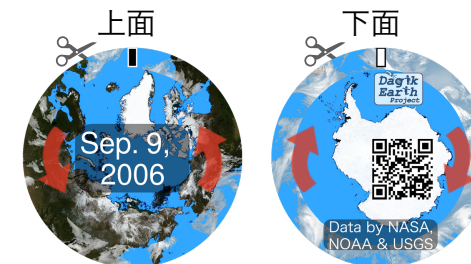 上面
下面
Sep. 9,
2006
Dagik
Earth
Project
Data by NASA,
NOAA & USGS